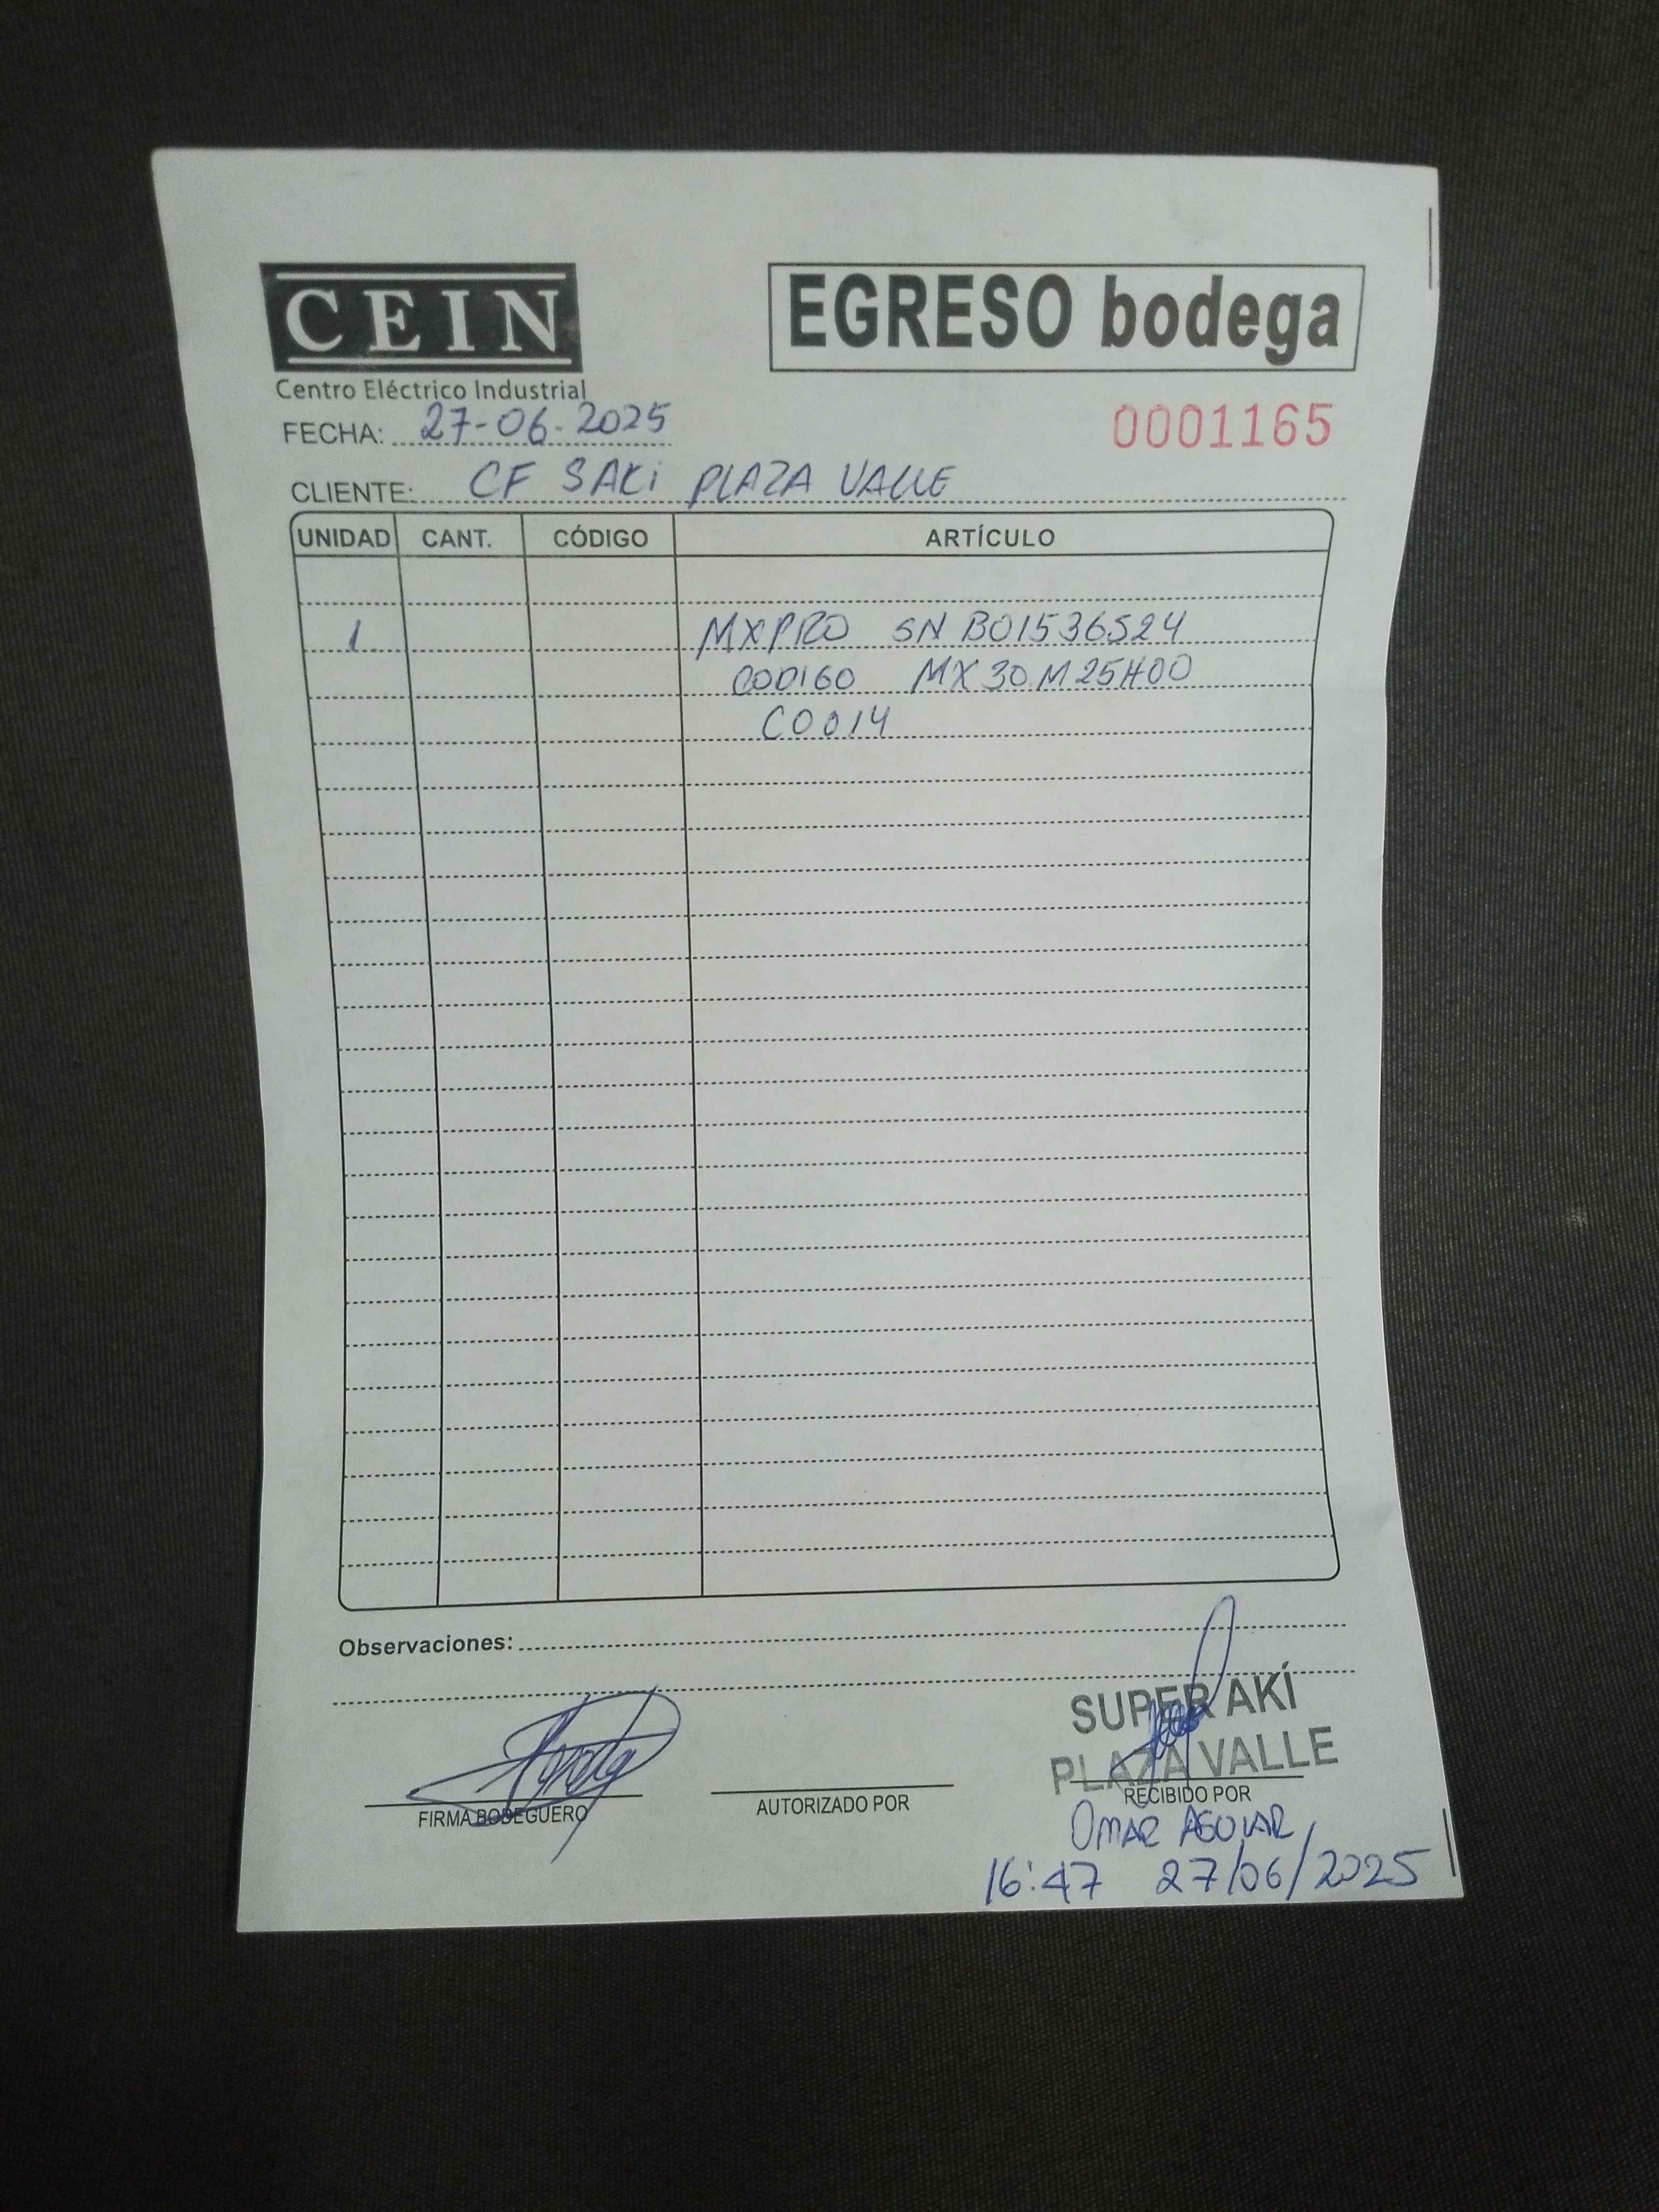 CEIN
EGRESO bodega
Centro Eléctrico Industrial
FECHA: 27-06-2025
0001165
CLIENTE: CF SAKI PLAZA VALLE
UNIDAD CANT. CÓDIGO ARTÍCULO
1 MXPRO SN B01536524
CODIGO MX30M25H00
C0014
Observaciones:
SUPER AKÍ
PLAZA VALLE
FIRMA BODEGUERO AUTORIZADO POR RECIBIDO POR
OMAR AGUIAR
16:47 27/06/2025